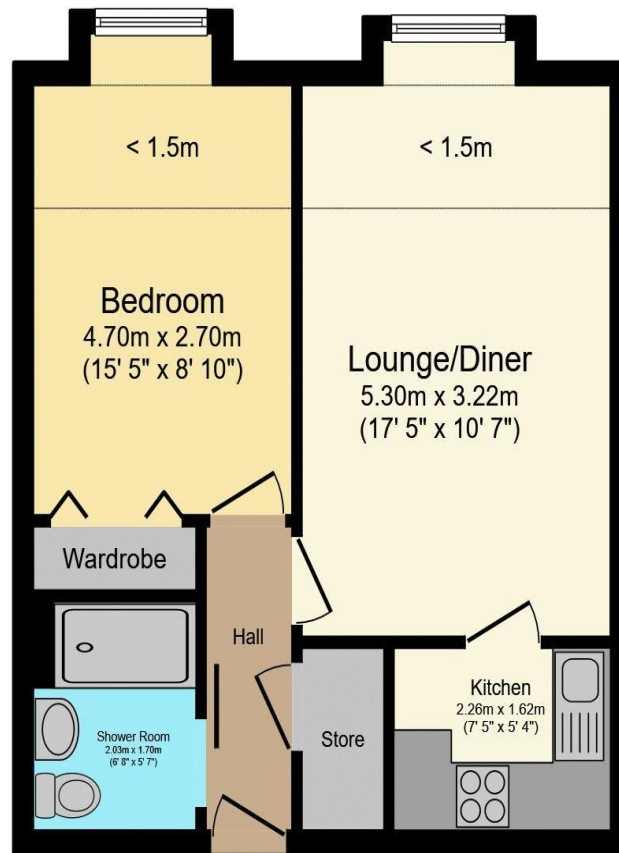 < 1.5m
< 1.5m
Bedroom
4.70m x 2.70m
(15' 5" x 8' 10")
Lounge/Diner
5.30m x 3.22m
(17' 5" x 10' 7")
Wardrobe
Hall
Kitchen
2.26m x 1.62m
(7' 5" x 5' 4")
Shower Room
2.03m x 1.70m
(6' 8" x 5' 7")
Store